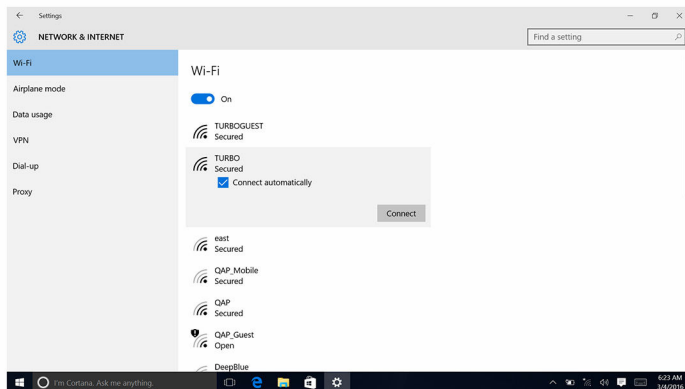 Settings
NETWORK & INTERNET
Find a setting
Wi-Fi
Airplane mode
Data usage
VPN
Dial-up
Proxy
Wi-Fi
On
TURBOGUEST
Secured
TURBO
Secured
Connect automatically
Connect
east
Secured
QAP_Mobile
Secured
QAP
Secured
QAP_Guest
Open
DeepBlue
I'm Cortana. Ask me anything.
6:23 AM
3/4/2016